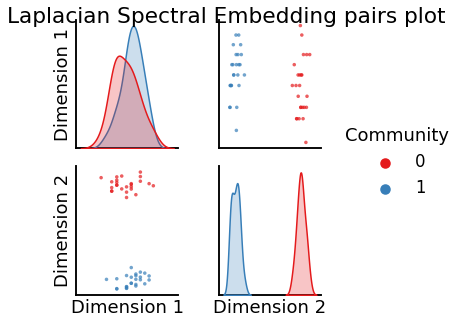 Laplacian Spectral Embedding pairs plot
Dimension 1
Community
0
1
Dimension 2
Dimension 1
Dimension 2